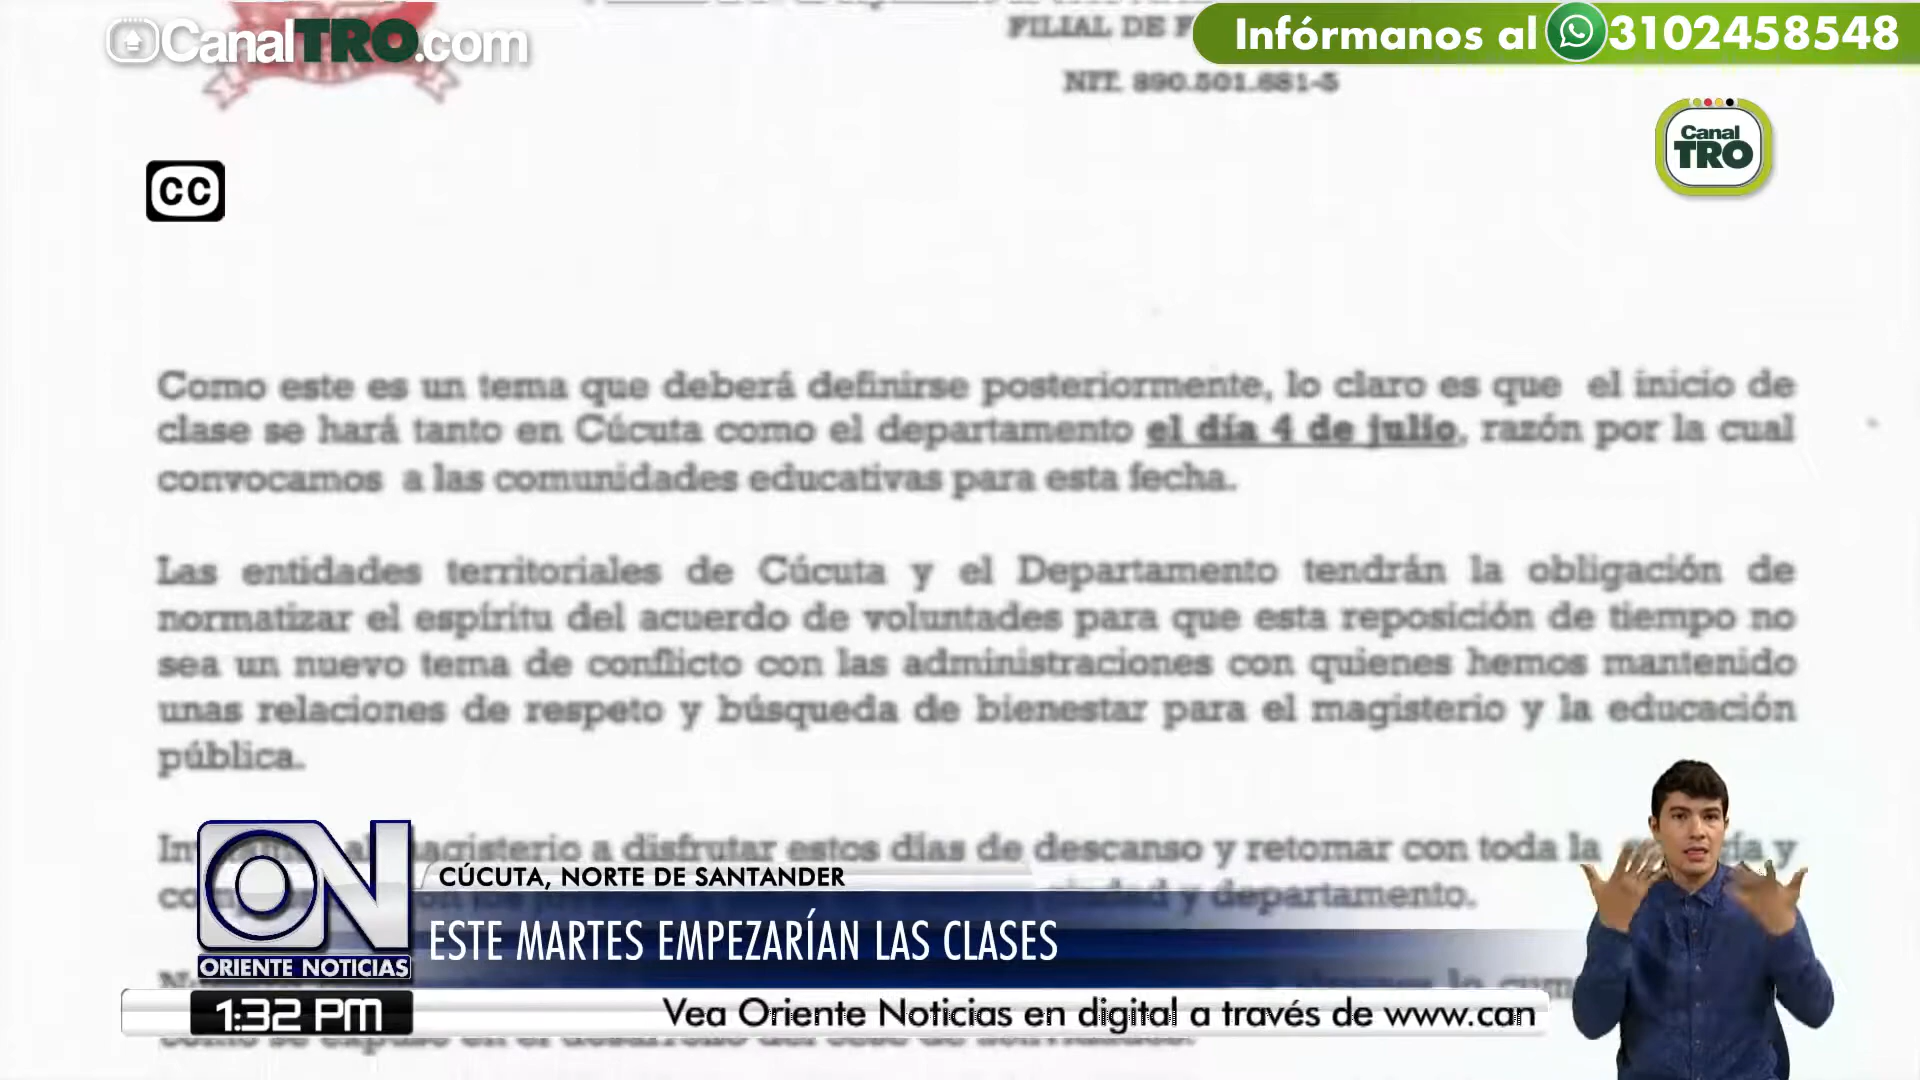 CanalTRO.com
FILIAL DE F
Infórmanos al 3102458548
NIT. 890.501.681-5
Canal
TRO
CC
Como este es un tema que deberá definirse posteriormente, lo claro es que el inicio de
clase se hará tanto en Cúcuta como el departamento el día 4 de julio, razón por la cual
convocamos a las comunidades educativas para esta fecha.
Las entidades territoriales de Cúcuta y el Departamento tendrán la obligación de
normatizar el espíritu del acuerdo de voluntades para que esta reposición de tiempo no
sea un nuevo tema de conflicto con las administraciones con quienes hemos mantenido
unas relaciones de respeto y búsqueda de bienestar para el magisterio y la educación
pública.
magisterio a disfrutar estos días de descanso y retomar con toda la y
y departamento.
ON
ORIENTE NOTICIAS
CÚCUTA, NORTE DE SANTANDER
ESTE MARTES EMPEZARÍAN LAS CLASES
1:32 PM
Vea Oriente Noticias en digital a través de www.can